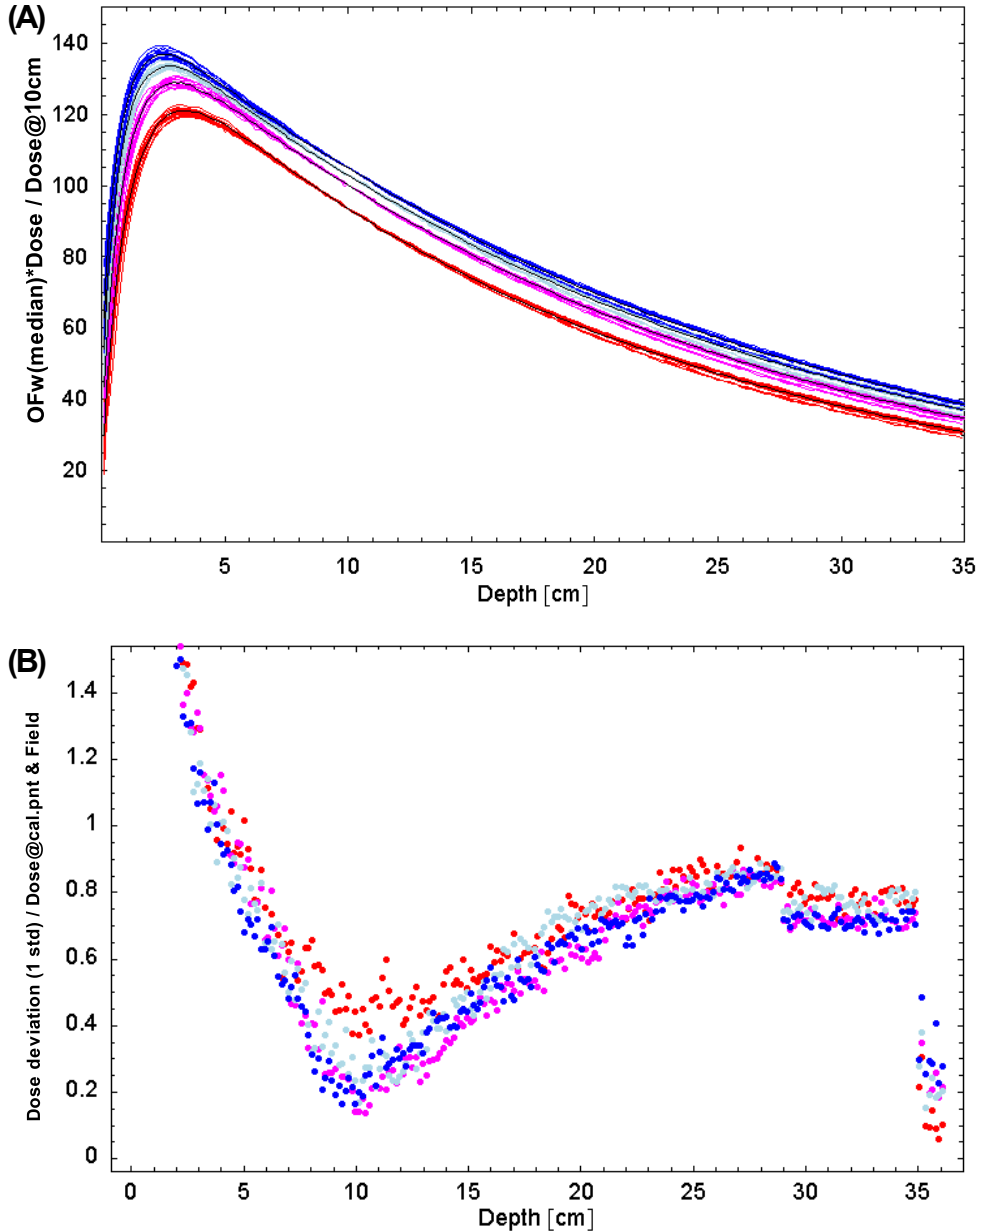 (A)
OFw(median)*Dose / Dose@10cm
140
120
100
80
60
40
20
5 10 15 20 25 30 35
Depth [cm]
(B)
Dose deviation (1 std) / Dose@cal.pnt & Field
1.4
1.2
1
0.8
0.6
0.4
0.2
0
0 5 10 15 20 25 30 35
Depth [cm]